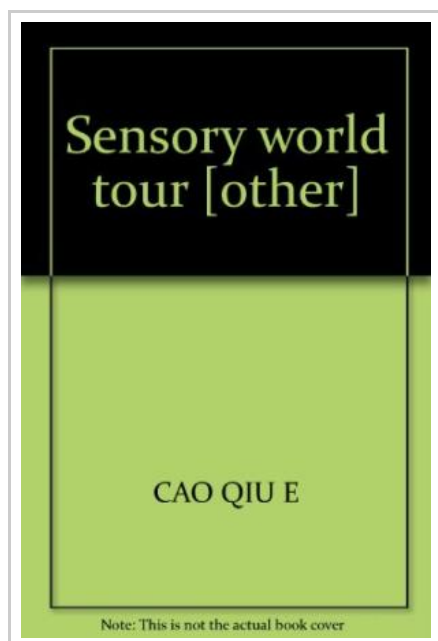 Sensory world
tour [other]
CAO QIU E
Note: This is not the actual book cover